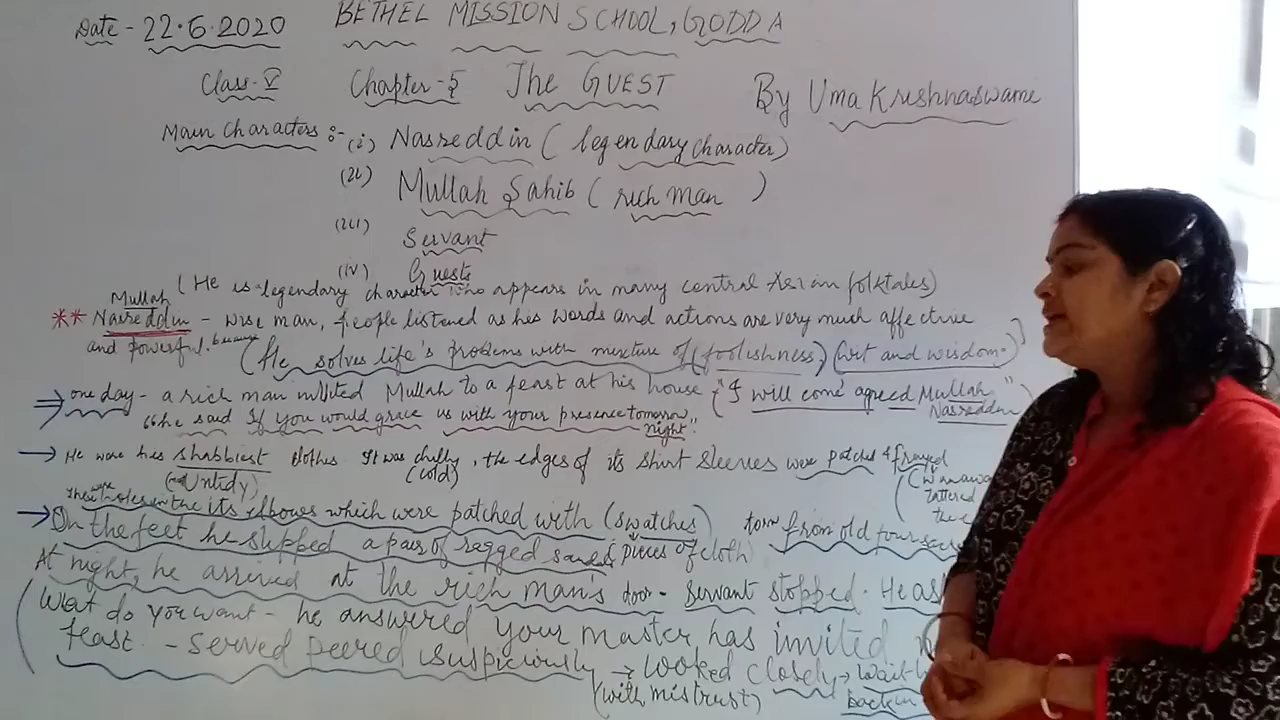 Date - 22.6.2020 BETHEL MISSION SCHOOL, GODDA
Class-V Chapter-5 The GUEST By Uma Krishnaswame
Main Characters :- (i) Nasreddin (legendary character)
(ii) Mullah Sahib (rich man)
(iii) Servant
(iv) Guests
Mullah (He is legendary character who appears in many central Asian folktales)
** Nasreddin - wise man, people listened as his words and actions are very much affective
and powerful. because (He solves life's problems with mixture of (foolishness) (wit and wisdom.)
one day - a rich man invited Mullah to a feast at his house ("I will come agreed Mullah Nasreddin")
"he said If you would grace us with your presence tomorrow night"
→ He wore his shabbiest clothes. It was chilly, the edges of its shirt sleeves were patched & frayed
(Untidy) (cold)
tattered
There were holes in the its elbows which were patched with (swatches) torn from old
→ On the feet he slipped a pair of ragged (pieces of cloth)
At night, he arrived at the rich man's door - Servant stopped. He
(What do you want - he answered your master has invited
feast. - Served peered suspiciously → looked closely →
(with mistrust) back in